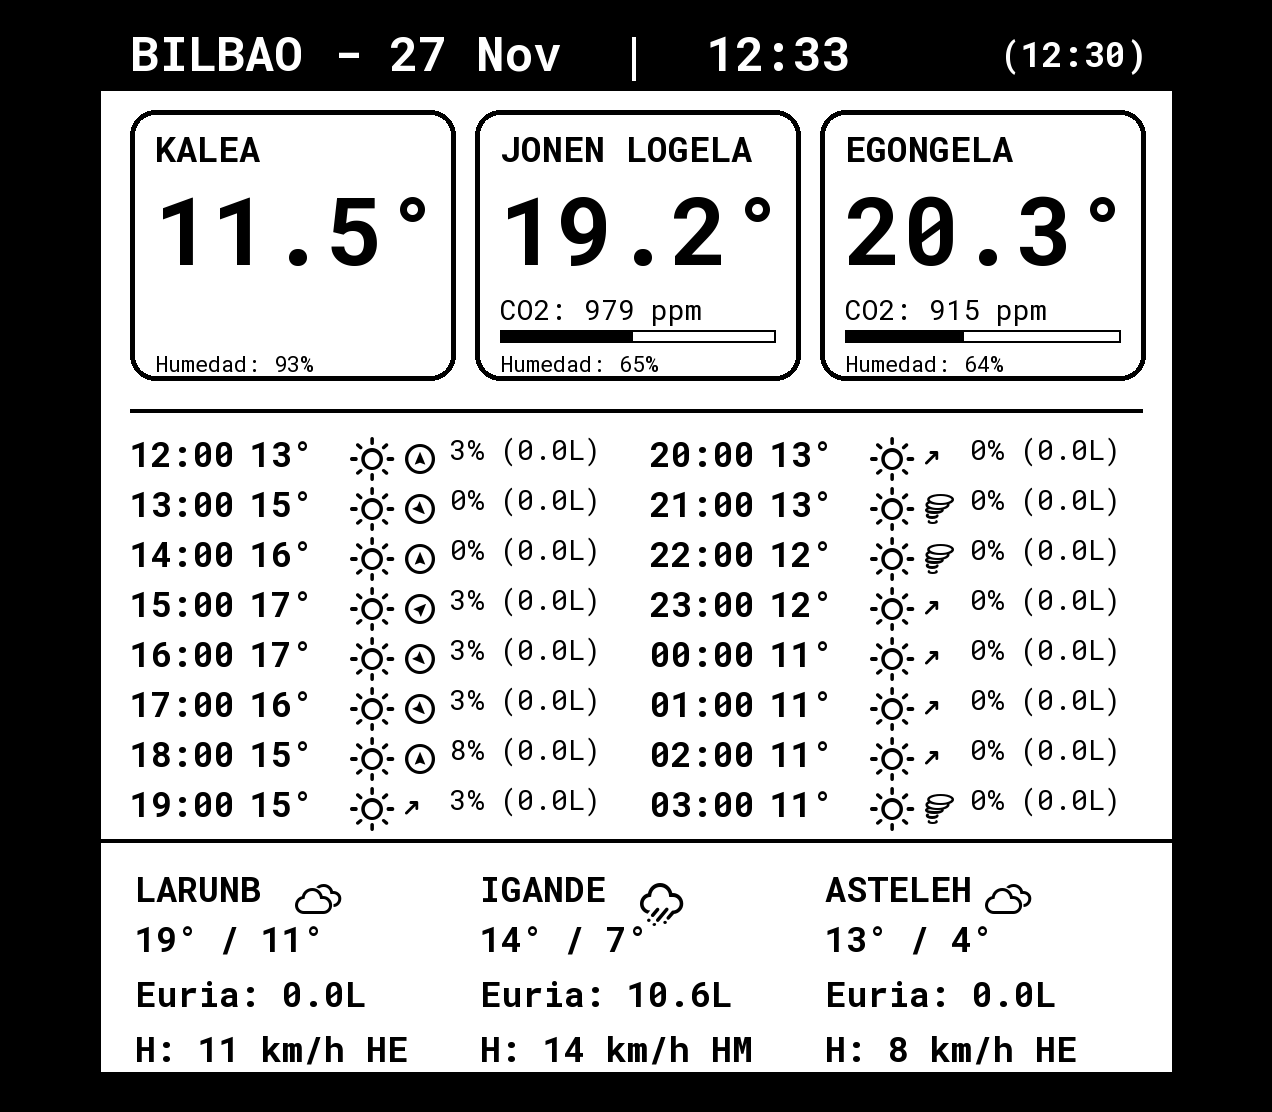 BILBAO - 27 Nov | 12:33 (12:30)
KALEA
11.5°
Humedad: 93%
JONEN LOGELA
19.2°
CO2: 979 ppm
Humedad: 65%
EGONGELA
20.3°
CO2: 915 ppm
Humedad: 64%
12:00 13° 3% (0.0L)
13:00 15° 0% (0.0L)
14:00 16° 0% (0.0L)
15:00 17° 3% (0.0L)
16:00 17° 3% (0.0L)
17:00 16° 3% (0.0L)
18:00 15° 8% (0.0L)
19:00 15° 3% (0.0L)
20:00 13° 0% (0.0L)
21:00 13° 0% (0.0L)
22:00 12° 0% (0.0L)
23:00 12° 0% (0.0L)
00:00 11° 0% (0.0L)
01:00 11° 0% (0.0L)
02:00 11° 0% (0.0L)
03:00 11° 0% (0.0L)
LARUNB
19° / 11°
Euria: 0.0L
H: 11 km/h HE
IGANDE
14° / 7°
Euria: 10.6L
H: 14 km/h HM
ASTELEH
13° / 4°
Euria: 0.0L
H: 8 km/h HE